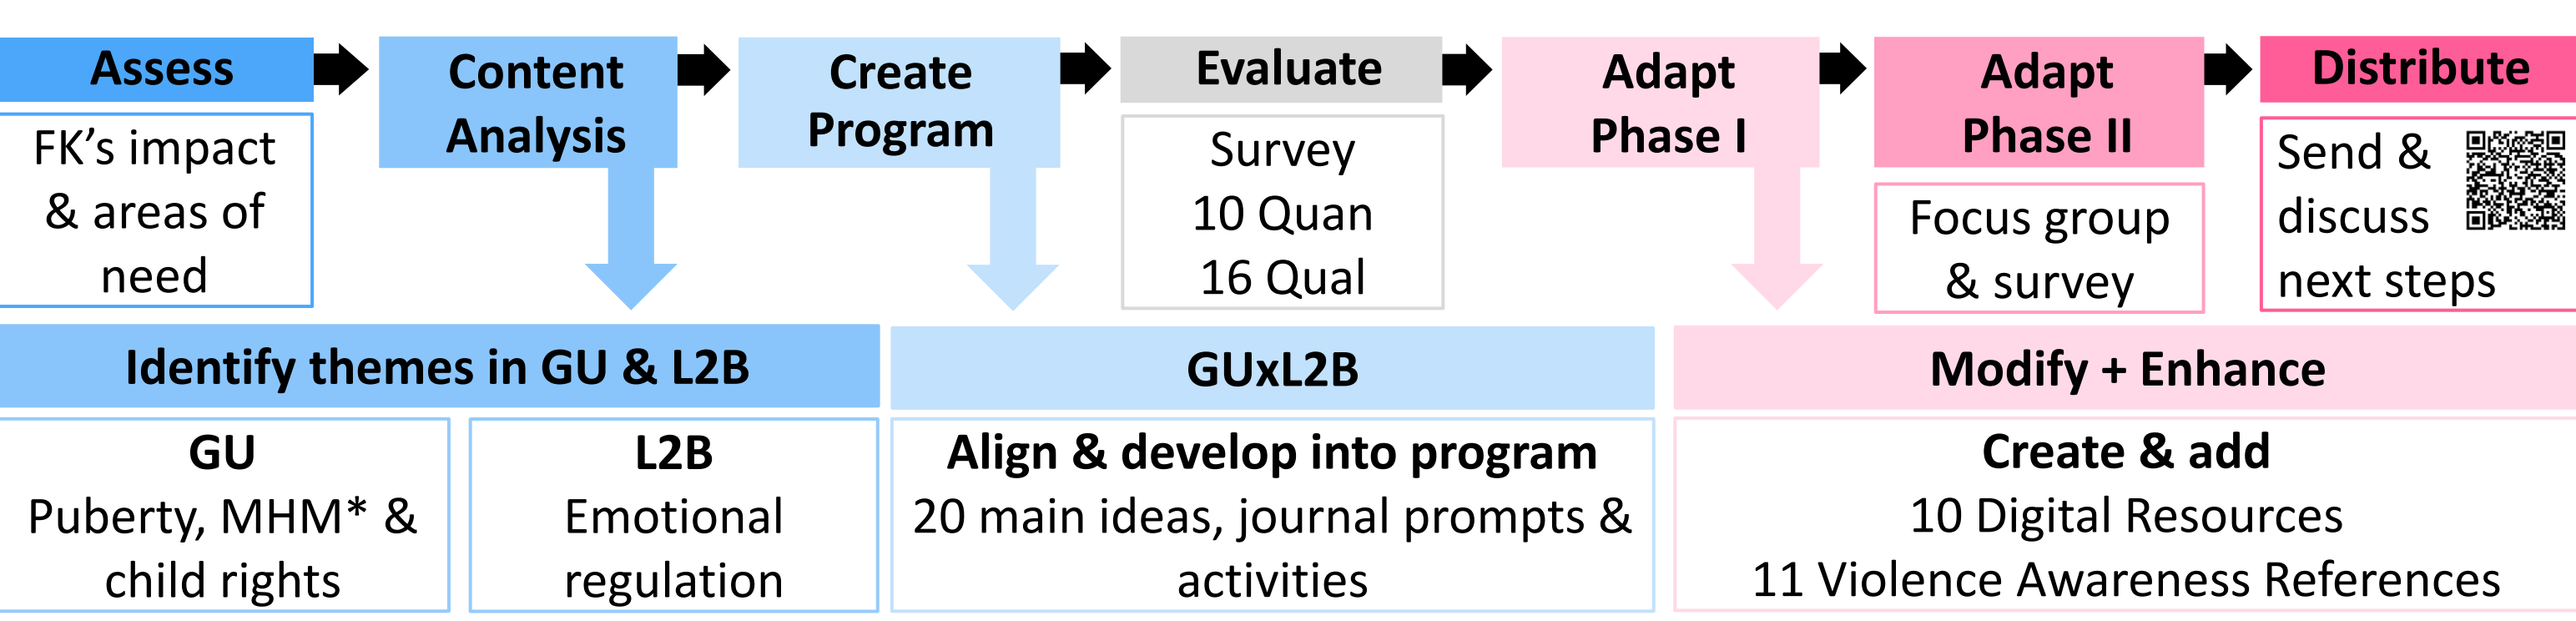 Assess
FK’s impact
& areas of
need
Content
Analysis
Create
Program
Evaluate
Survey
10 Quan
16 Qual
Adapt
Phase I
Adapt
Phase II
Focus group
& survey
Distribute
Send &
discuss
next steps
Identify themes in GU & L2B
GU
Puberty, MHM* &
child rights
L2B
Emotional
regulation
GUxL2B
Align & develop into program
20 main ideas, journal prompts &
activities
Modify + Enhance
Create & add
10 Digital Resources
11 Violence Awareness References